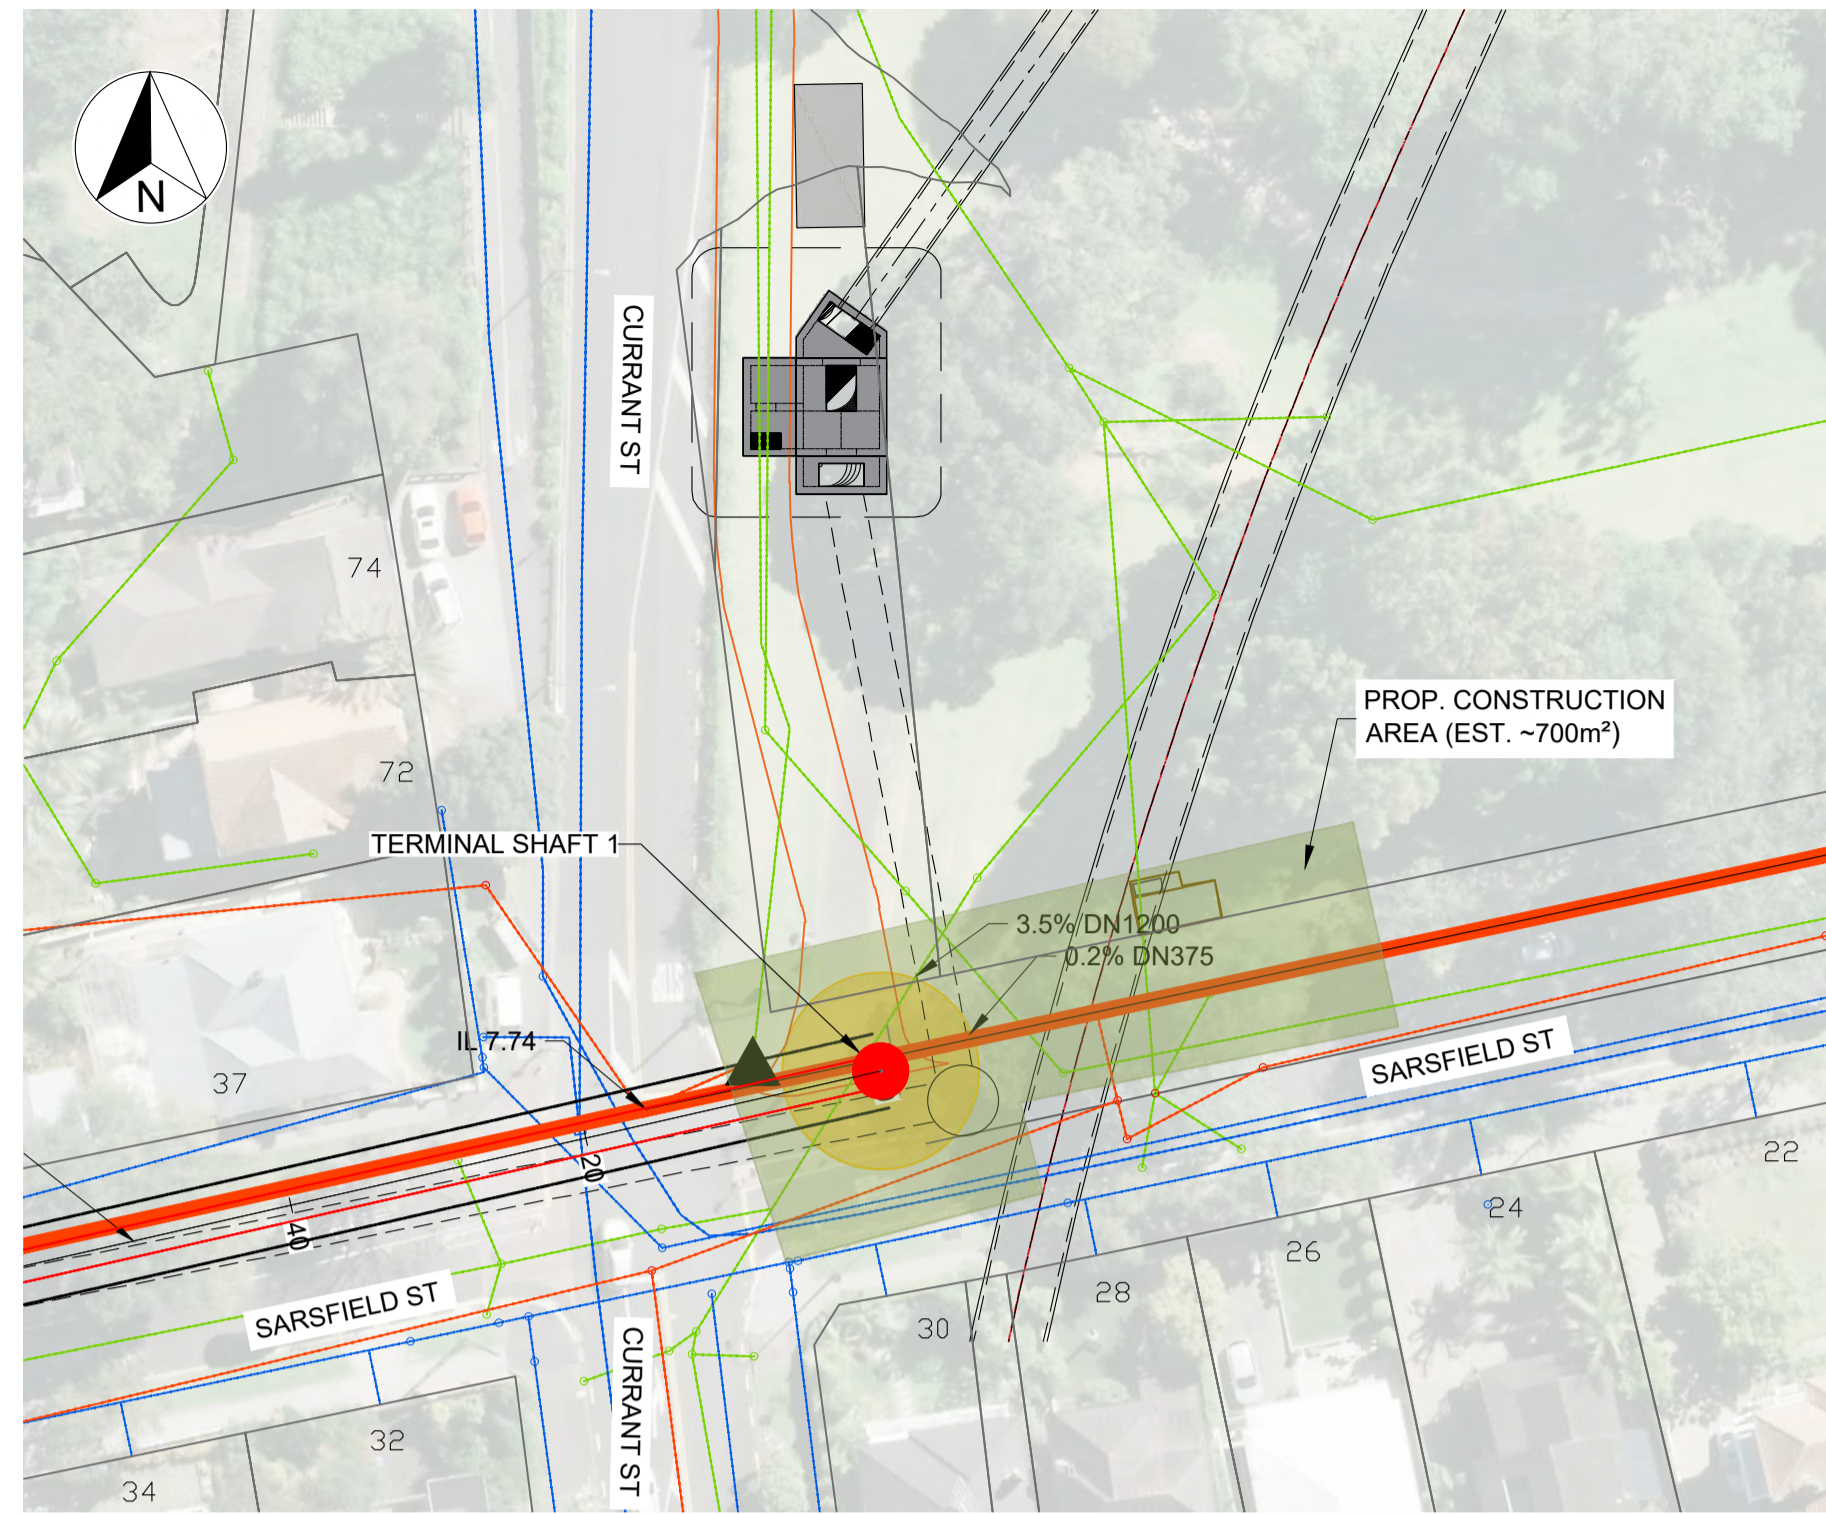 N
CURRANT ST
74
PROP. CONSTRUCTION
AREA (EST. ~700m²)
72
TERMINAL SHAFT 1
3.5% DN1200
0.2% DN375
IL 7.74
SARSFIELD ST
37
20
22
40
24
26
SARSFIELD ST
28
30
CURRANT ST
32
34